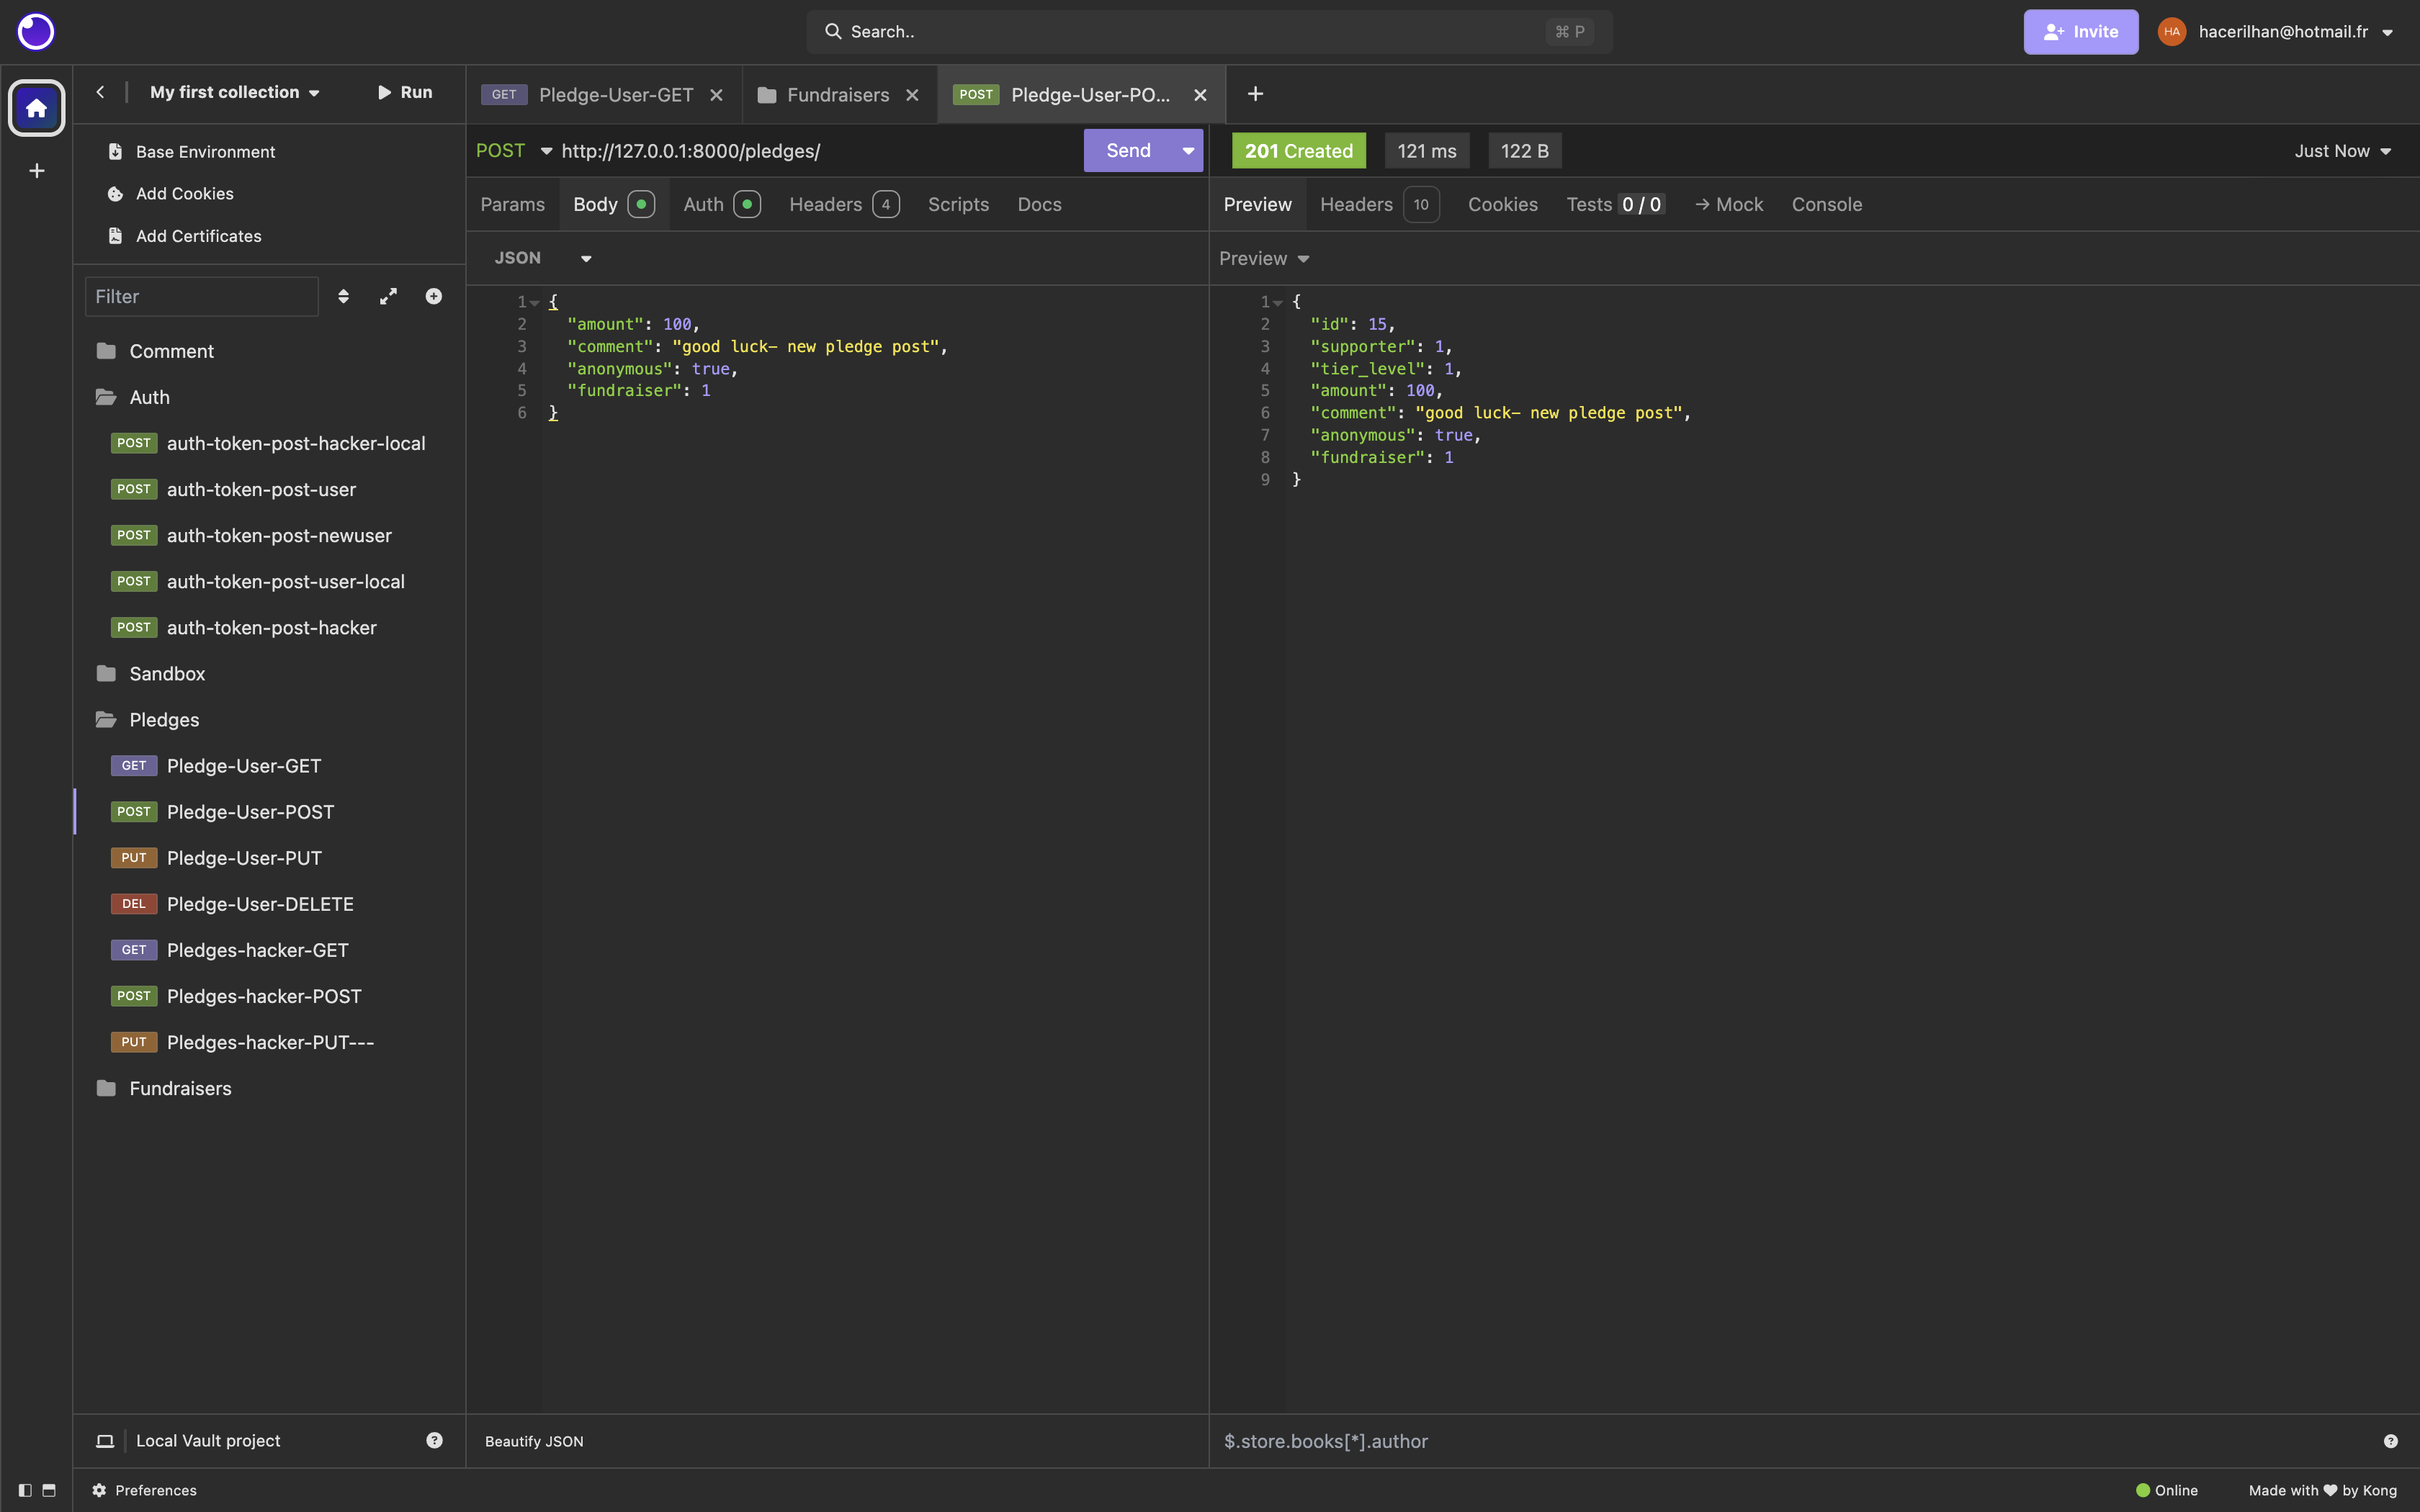 Search..
⌘ P
Invite
HA
hacerilhan@hotmail.fr
My first collection
Run
GET Pledge-User-GET
Fundraisers
POST Pledge-User-PO...
Base Environment
Add Cookies
Add Certificates
Filter
Comment
Auth
POST auth-token-post-hacker-local
POST auth-token-post-user
POST auth-token-post-newuser
POST auth-token-post-user-local
POST auth-token-post-hacker
Sandbox
Pledges
GET Pledge-User-GET
POST Pledge-User-POST
PUT Pledge-User-PUT
DEL Pledge-User-DELETE
GET Pledges-hacker-GET
POST Pledges-hacker-POST
PUT Pledges-hacker-PUT---
Fundraisers
Local Vault project
POST http://127.0.0.1:8000/pledges/
Send
Params Body Auth Headers 4 Scripts Docs
JSON
1 {
2 "amount": 100,
3 "comment": "good luck- new pledge post",
4 "anonymous": true,
5 "fundraiser": 1
6 }
Beautify JSON
201 Created 121 ms 122 B
Just Now
Preview Headers 10 Cookies Tests 0 / 0 → Mock Console
Preview
1 {
2 "id": 15,
3 "supporter": 1,
4 "tier_level": 1,
5 "amount": 100,
6 "comment": "good luck- new pledge post",
7 "anonymous": true,
8 "fundraiser": 1
9 }
$.store.books[*].author
Preferences
Online
Made with ♥ by Kong